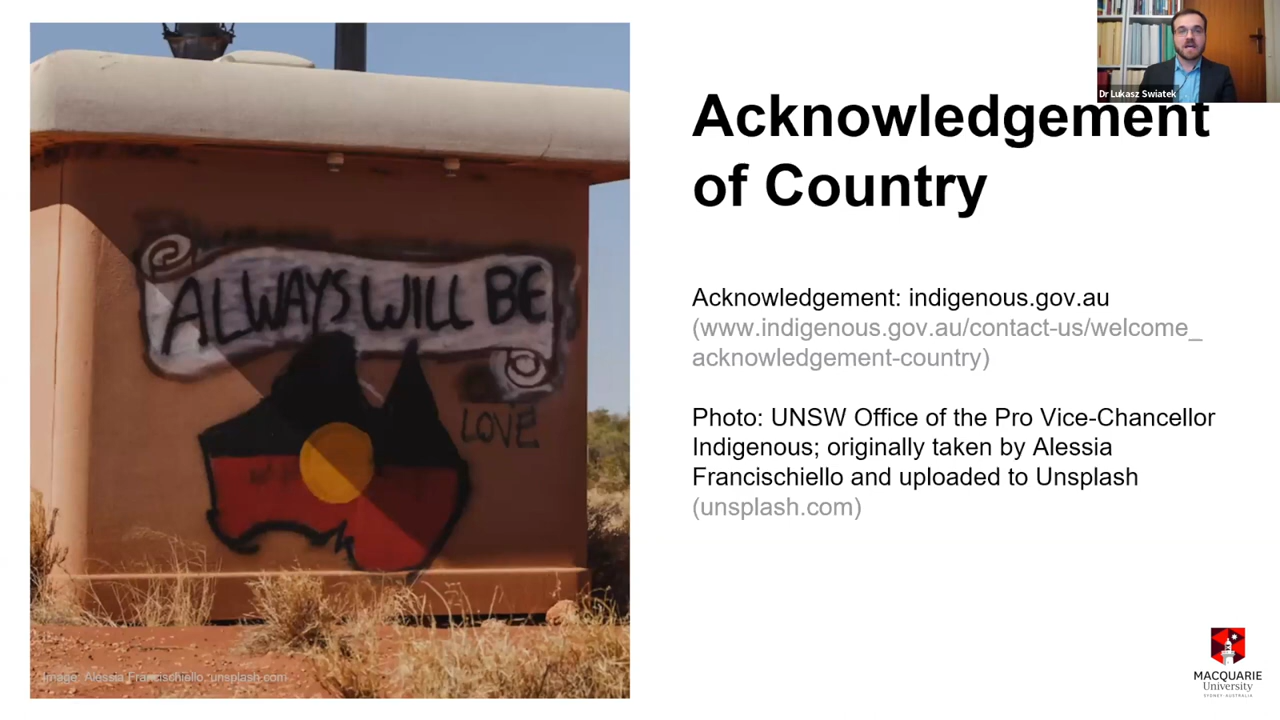 Dr Lukasz Swiatek
Acknowledgement
of Country
ALWAYS WILL BE
LOVE
Acknowledgement: indigenous.gov.au
(www.indigenous.gov.au/contact-us/welcome_
acknowledgement-country)
Photo: UNSW Office of the Pro Vice-Chancellor
Indigenous; originally taken by Alessia
Francischiello and uploaded to Unsplash
(unsplash.com)
Image: Alessia Francischiello, unsplash.com
MACQUARIE
University
SYDNEY·AUSTRALIA